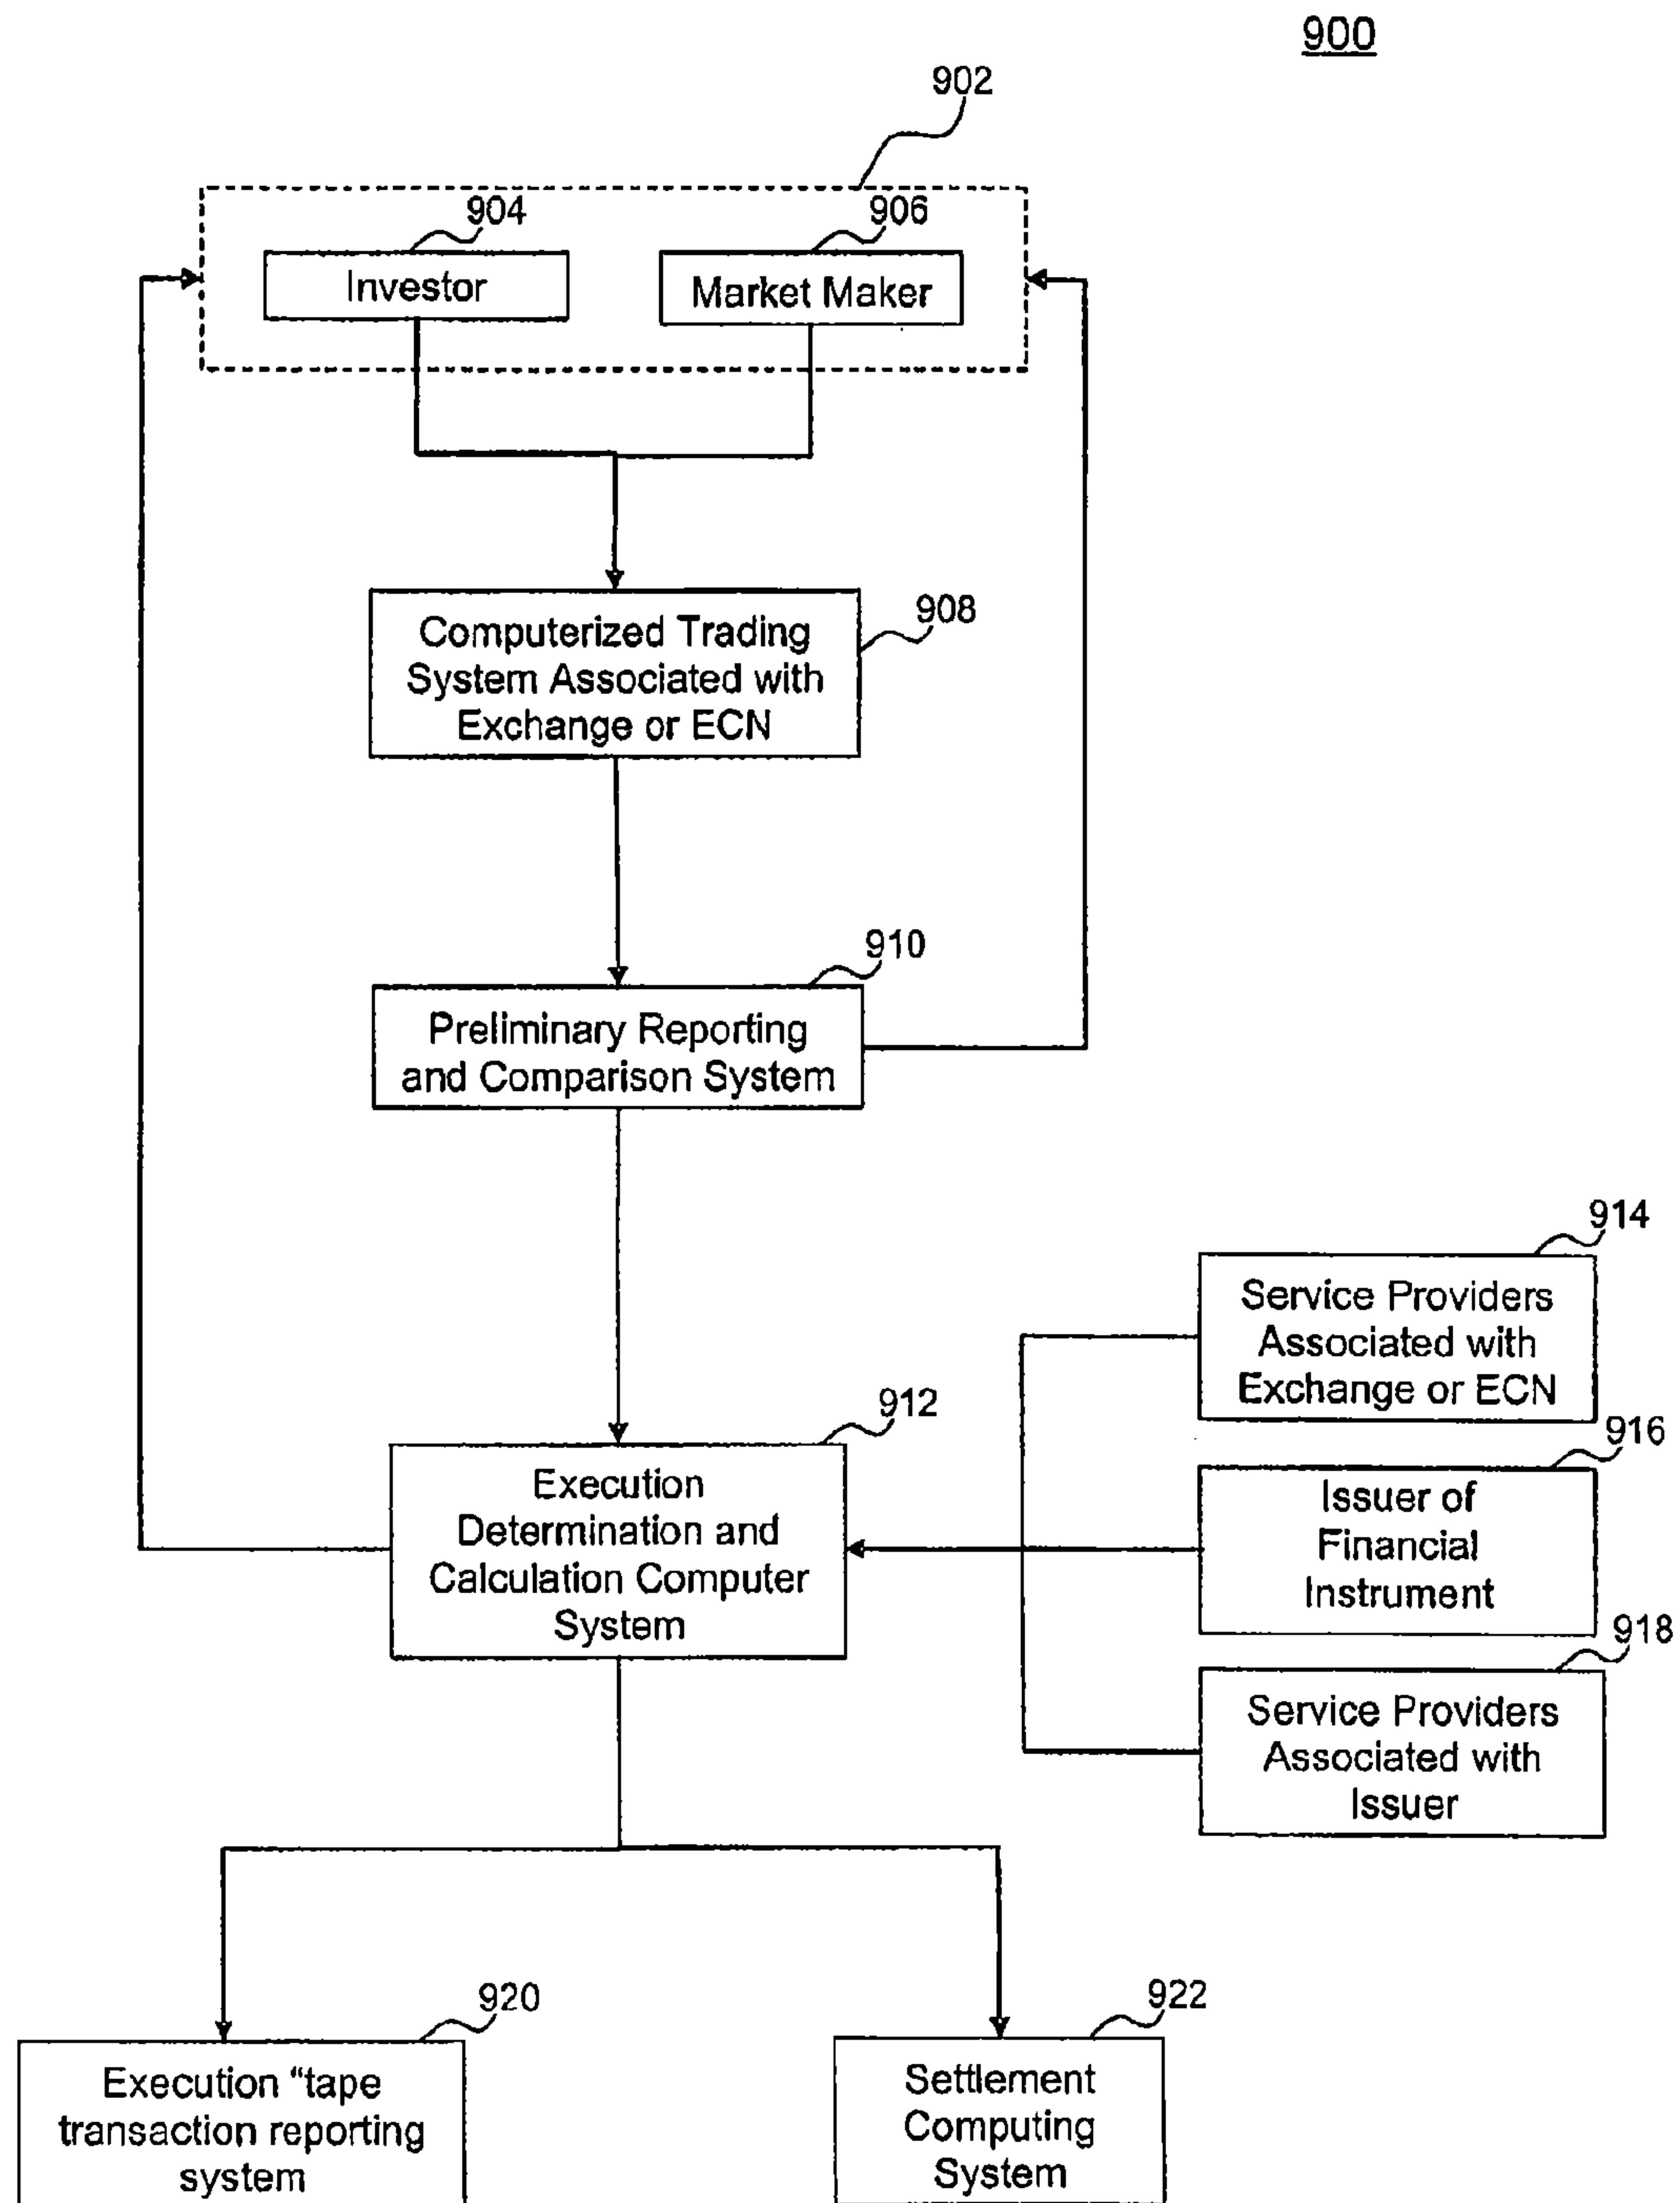 900
902
904
906
Investor
Market Maker
Computerized Trading
System Associated with
Exchange or ECN
908
910
Preliminary Reporting
and Comparison System
914
Service Providers
Associated with
Exchange or ECN
912
916
Execution
Determination and
Calculation Computer
System
Issuer of
Financial
Instrument
918
Service Providers
Associated with
Issuer
920
922
Execution “tape
transaction reporting
system
Settlement
Computing
System